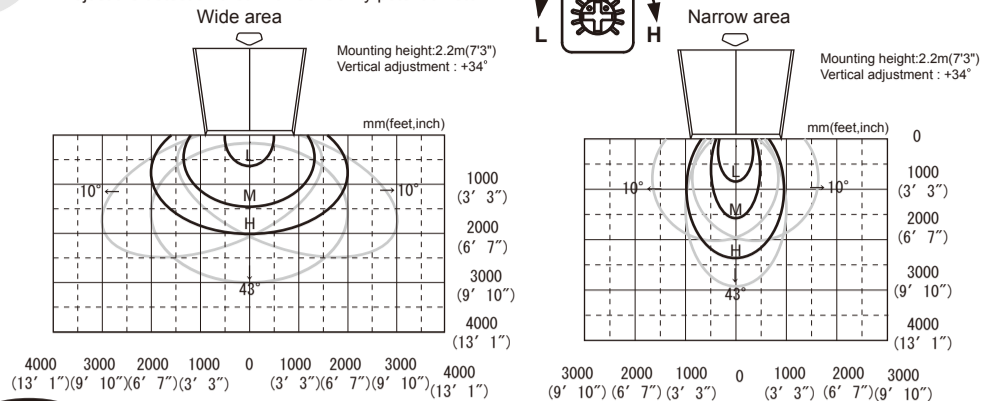 Wide area
Mounting height:2.2m(7'3")
Vertical adjustment : +34°
mm(feet,inch)
L
M
H
10° ← → 10°
43°
1000
(3' 3")
2000
(6' 7")
3000
(9' 10")
4000
(13' 1")
4000 3000 2000 1000 0 1000 2000 3000 4000
(13' 1")(9' 10")(6' 7")(3' 3") (3' 3")(6' 7")(9' 10")(13' 1")
L H
Narrow area
Mounting height:2.2m(7'3")
Vertical adjustment : +34°
mm(feet,inch)
L
M
H
10° ← → 10°
43°
0
1000
(3' 3")
2000
(6' 7")
3000
(9' 10")
4000
(13' 1")
3000 2000 1000 0 1000 2000 3000
(9' 10") (6' 7") (3' 3") (3' 3") (6' 7")(9' 10")